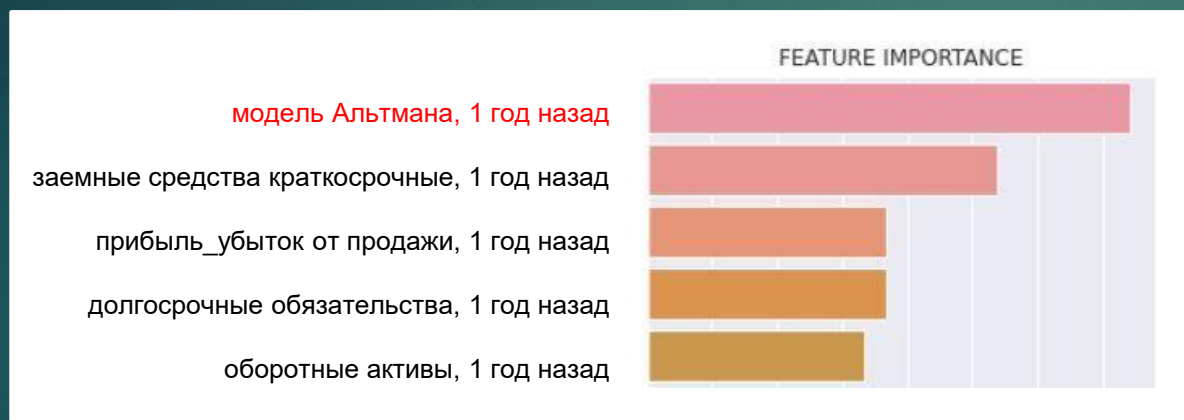 FEATURE IMPORTANCE
модель Альтмана, 1 год назад
заемные средства краткосрочные, 1 год назад
прибыль_убыток от продажи, 1 год назад
долгосрочные обязательства, 1 год назад
оборотные активы, 1 год назад